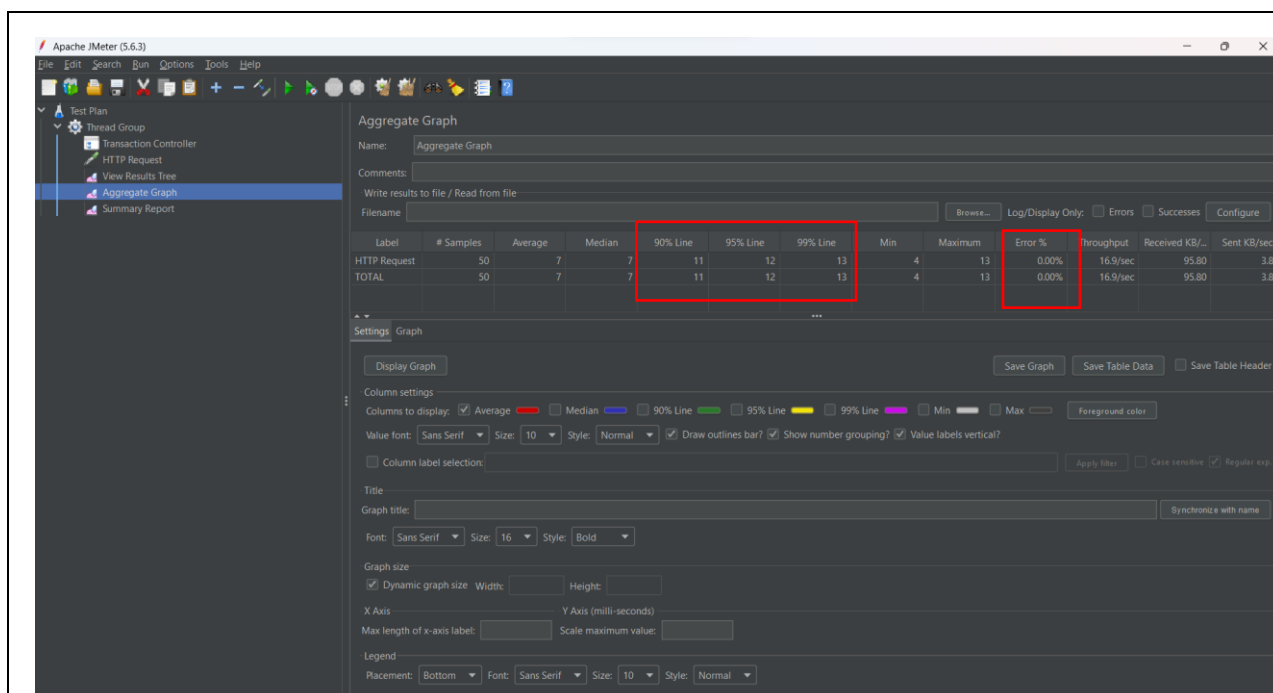 Apache JMeter (5.6.3)
File Edit Search Run Options Tools Help
Test Plan
Thread Group
Transaction Controller
HTTP Request
View Results Tree
Aggregate Graph
Summary Report
Aggregate Graph
Name: Aggregate Graph
Comments:
Write results to file / Read from file
Filename Browse... Log/Display Only: Errors Successes Configure
Label # Samples Average Median 90% Line 95% Line 99% Line Min Maximum Error % Throughput Received KB/... Sent KB/sec
HTTP Request 50 7 7 11 12 13 4 13 0.00% 16.9/sec 95.80 3.8
TOTAL 50 7 7 11 12 13 4 13 0.00% 16.9/sec 95.80 3.8
Settings Graph
Display Graph Save Graph Save Table Data Save Table Header
Column settings
Columns to display: Average Median 90% Line 95% Line 99% Line Min Max Foreground color
Value font: Sans Serif Size: 10 Style: Normal Draw outlines bar? Show number grouping? Value labels vertical?
Column label selection: Apply filter Case sensitive Regular exp.
Title
Graph title: Synchronize with name
Font: Sans Serif Size: 16 Style: Bold
Graph size
Dynamic graph size Width: Height:
X Axis Y Axis (milli-seconds)
Max length of x-axis label: Scale maximum value:
Legend
Placement: Bottom Font: Sans Serif Size: 10 Style: Normal